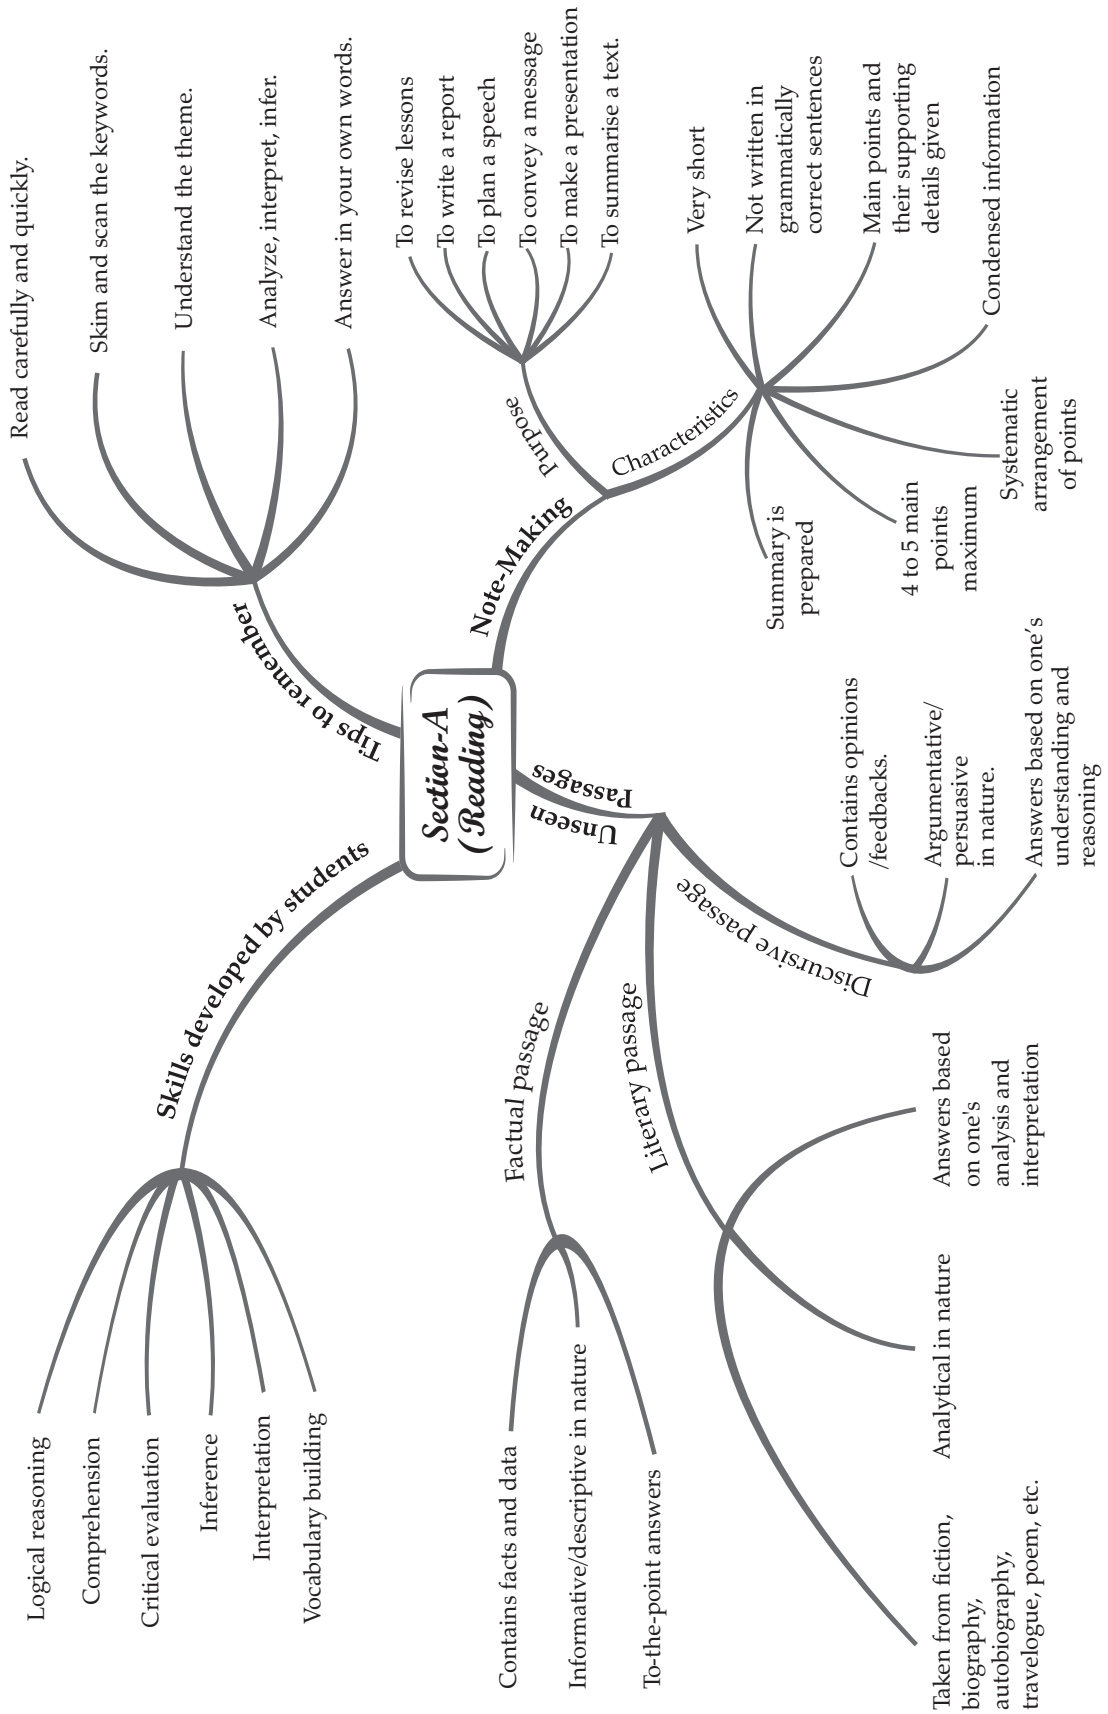 Section-A
(Reading)
Skills developed by students
Logical reasoning
Comprehension
Critical evaluation
Inference
Interpretation
Vocabulary building
Tips to remember
Read carefully and quickly.
Skim and scan the keywords.
Understand the theme.
Analyze, interpret, infer.
Answer in your own words.
Note-Making
Purpose
To revise lessons
To write a report
To plan a speech
To convey a message
To make a presentation
To summarise a text.
Characteristics
Very short
Not written in
grammatically
correct sentences
Main points and
their supporting
details given
Condensed information
Systematic
arrangement
of points
4 to 5 main
points
maximum
Summary is
prepared
Unseen
Passages
Factual passage
Contains facts and data
Informative/descriptive in nature
To-the-point answers
Literary passage
Taken from fiction,
biography,
autobiography,
travelogue, poem, etc.
Analytical in nature
Answers based
on one's
analysis and
interpretation
Discursive passage
Contains opinions
/feedbacks.
Argumentative/
persuasive
in nature.
Answers based on one’s
understanding and
reasoning